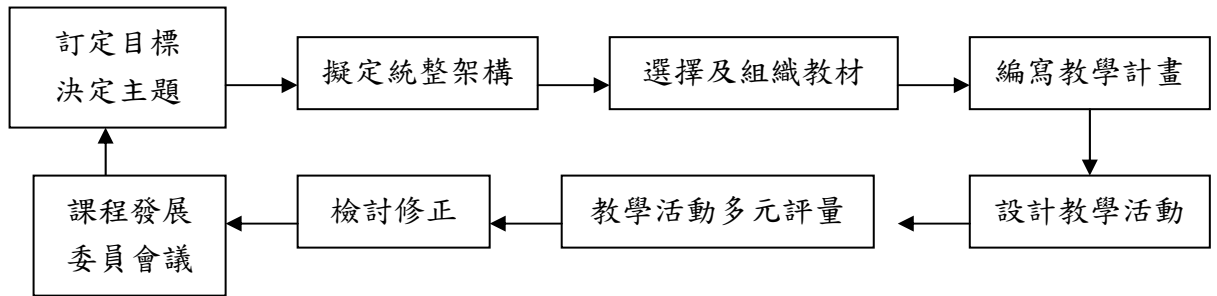 訂定目標
決定主題
擬定統整架構
選擇及組織教材
編寫教學計畫
設計教學活動
教學活動多元評量
檢討修正
課程發展
委員會議